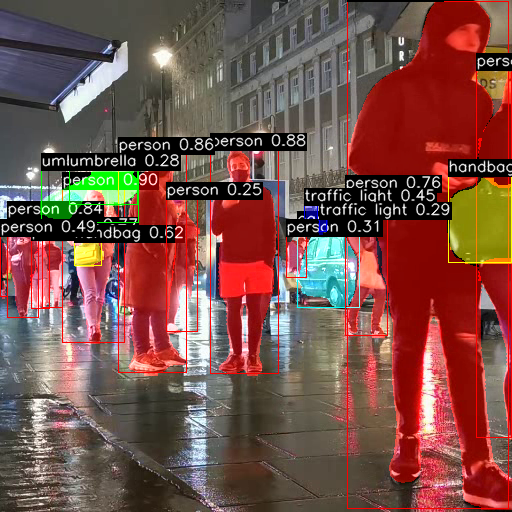 person 0.86
person 0.88
umlumbrella 0.28
person 0.90
person 0.25
person 0.76
traffic light 0.45
traffic light 0.29
person 0.84
person 0.49
handbag 0.62
person 0.31
handbag